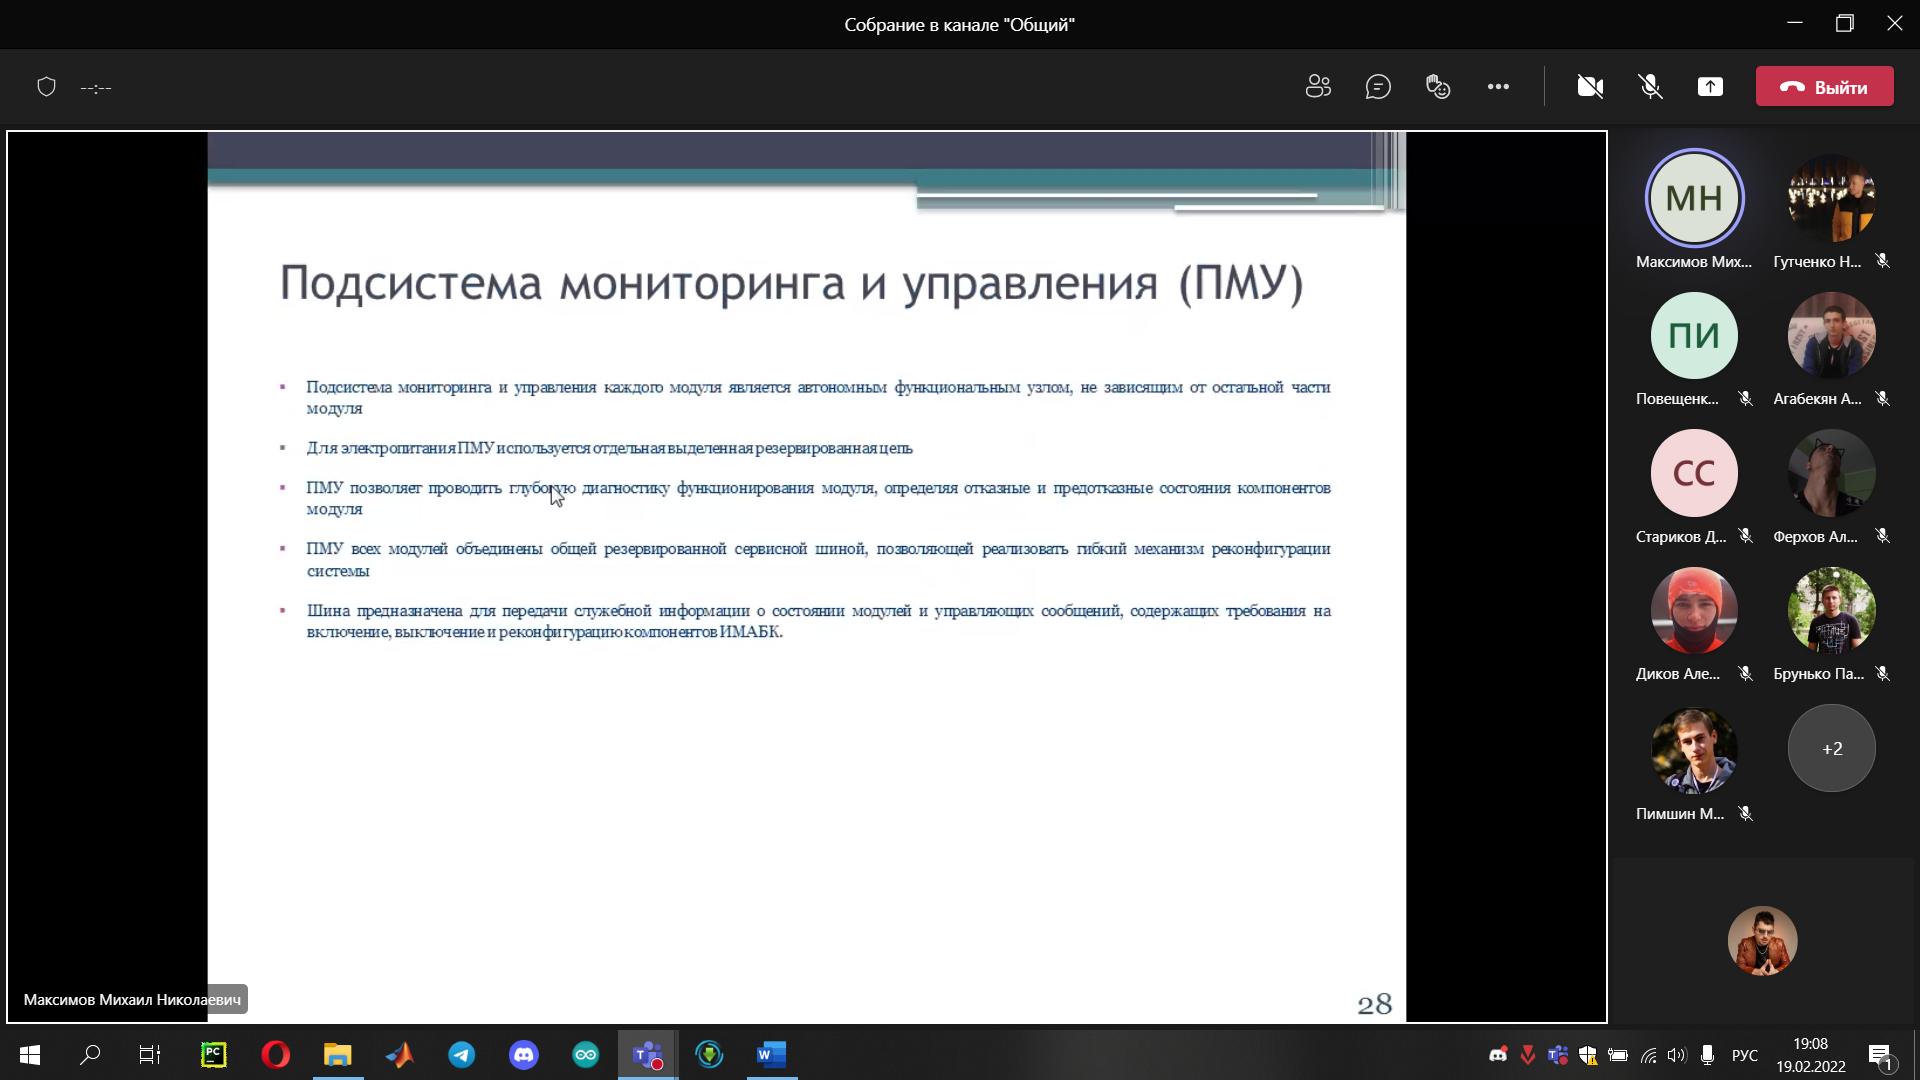 Собрание в канале "Общий"
--:--
Выйти
Подсистема мониторинга и управления (ПМУ)
Подсистема мониторинга и управления каждого модуля является автономным функциональным узлом, не зависящим от остальной части
модуля
Для электропитания ПМУ используется отдельная выделенная резервированная цепь
ПМУ позволяет проводить глубокую диагностику функционирования модуля, определяя отказные и предотказные состояния компонентов
модуля
ПМУ всех модулей объединены общей резервированной сервисной шиной, позволяющей реализовать гибкий механизм реконфигурации
системы
Шина предназначена для передачи служебной информации о состоянии модулей и управляющих сообщений, содержащих требования на
включение, выключение и реконфигурацию компонентов ИМАБК.
28
Максимов Михаил Николаевич
МН
Максимов Мих...
Гутченко Н...
ПИ
Повещенк...
Агабекян А...
СС
Стариков Д...
Ферхов Ал...
Диков Але...
Брунько Па...
Пимшин М...
+2
PC
T
W
РУС
19:08
19.02.2022
1